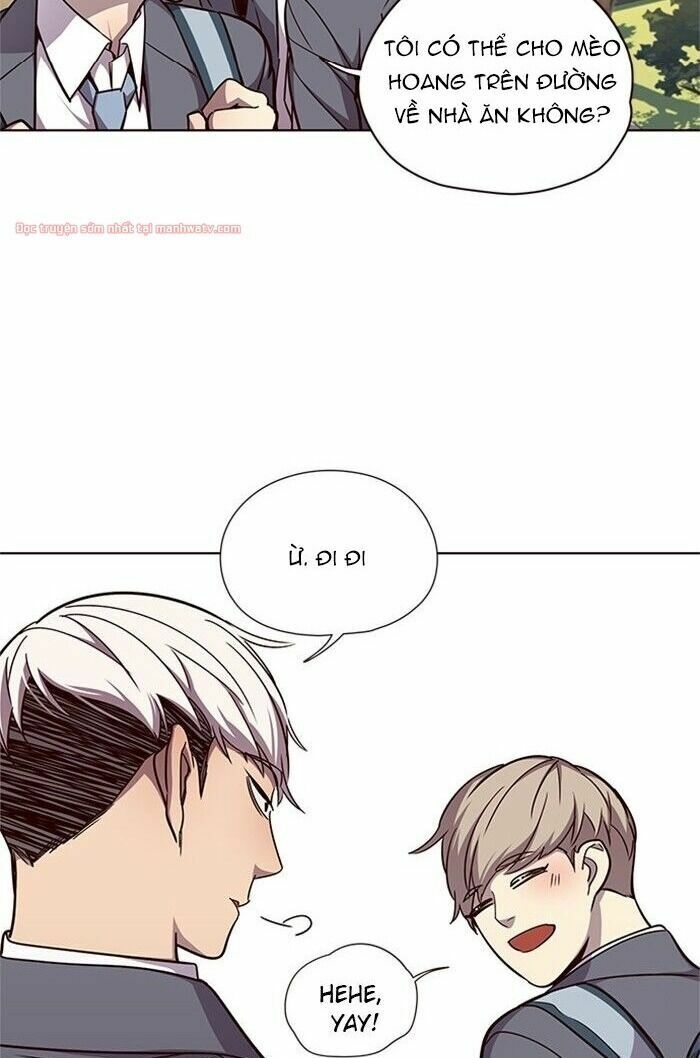 TÔI CÓ THỂ CHO MÈO
HOANG TRÊN ĐƯỜNG
VỀ NHÀ ĂN KHÔNG?
Đọc truyện sớm nhất tại manhwatv.com
Ừ, ĐI ĐI
HEHE,
YAY!